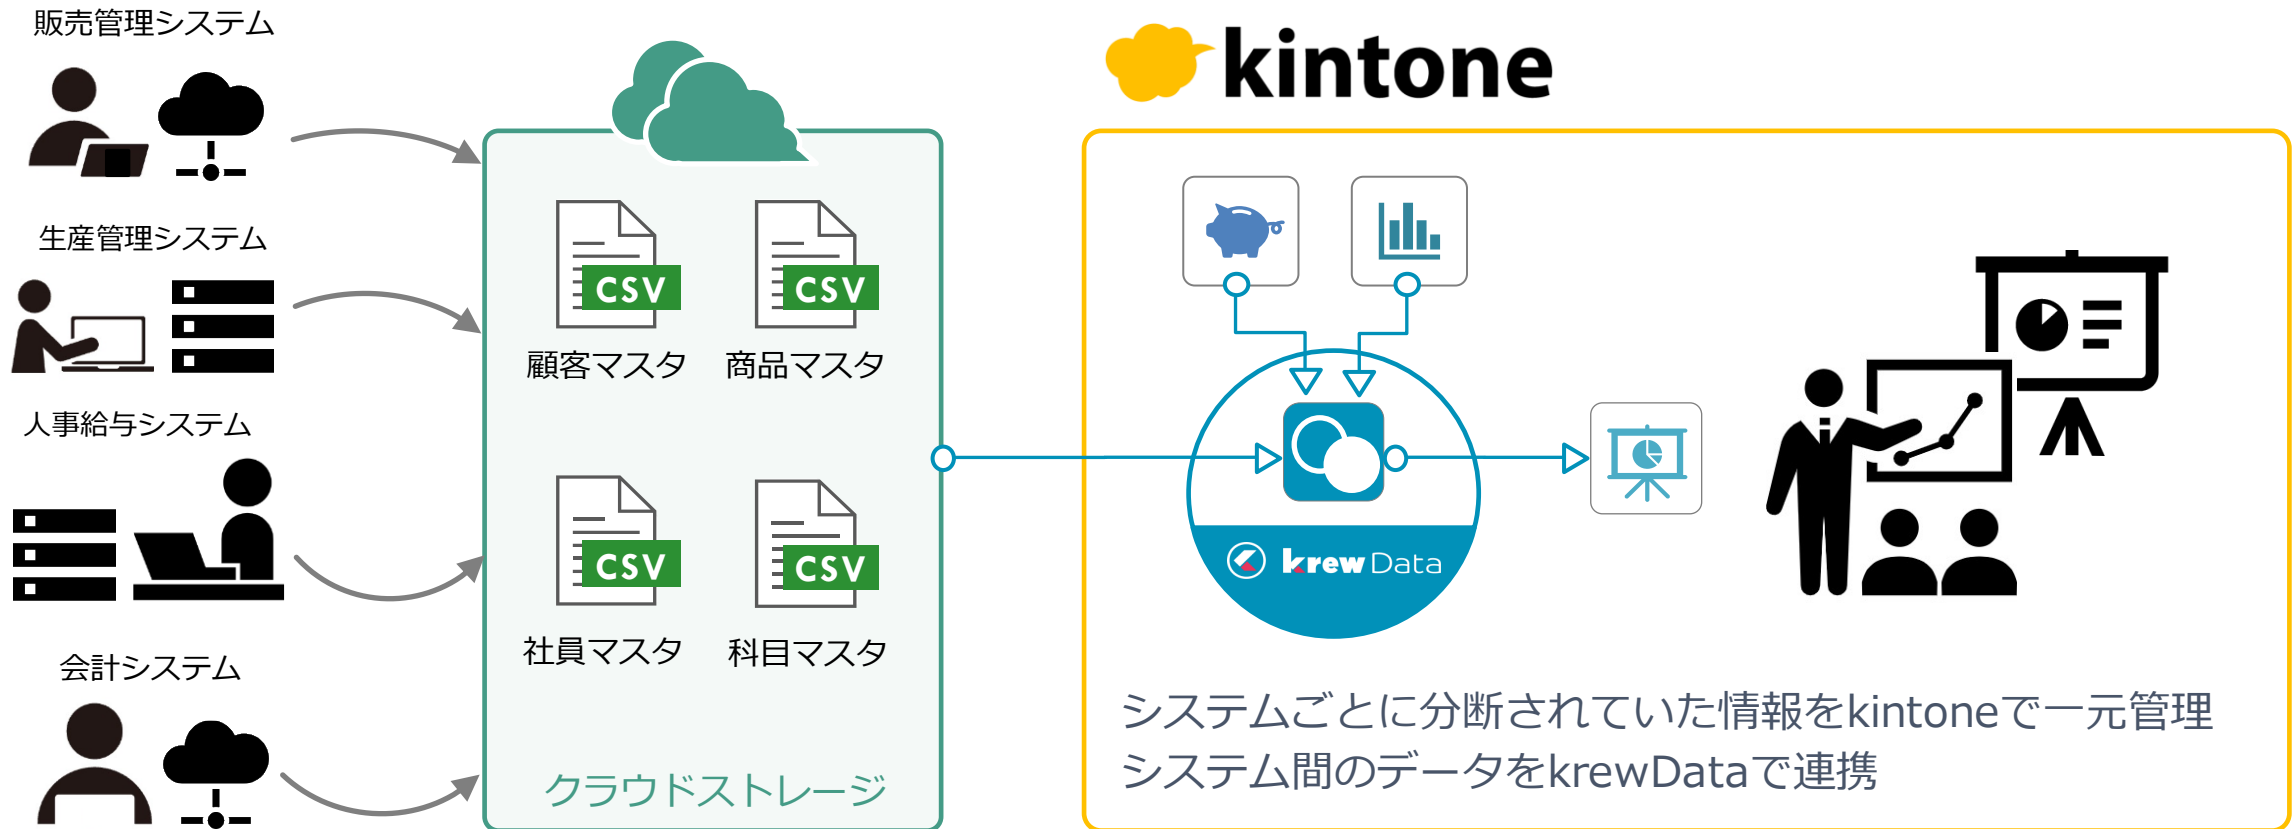 販売管理システム
生産管理システム
人事給与システム
会計システム
CSV
CSV
顧客マスタ
商品マスタ
CSV
CSV
社員マスタ
科目マスタ
クラウドストレージ
kintone
krewData
システムごとに分断されていた情報をkintoneで一元管理
システム間のデータをkrewDataで連携